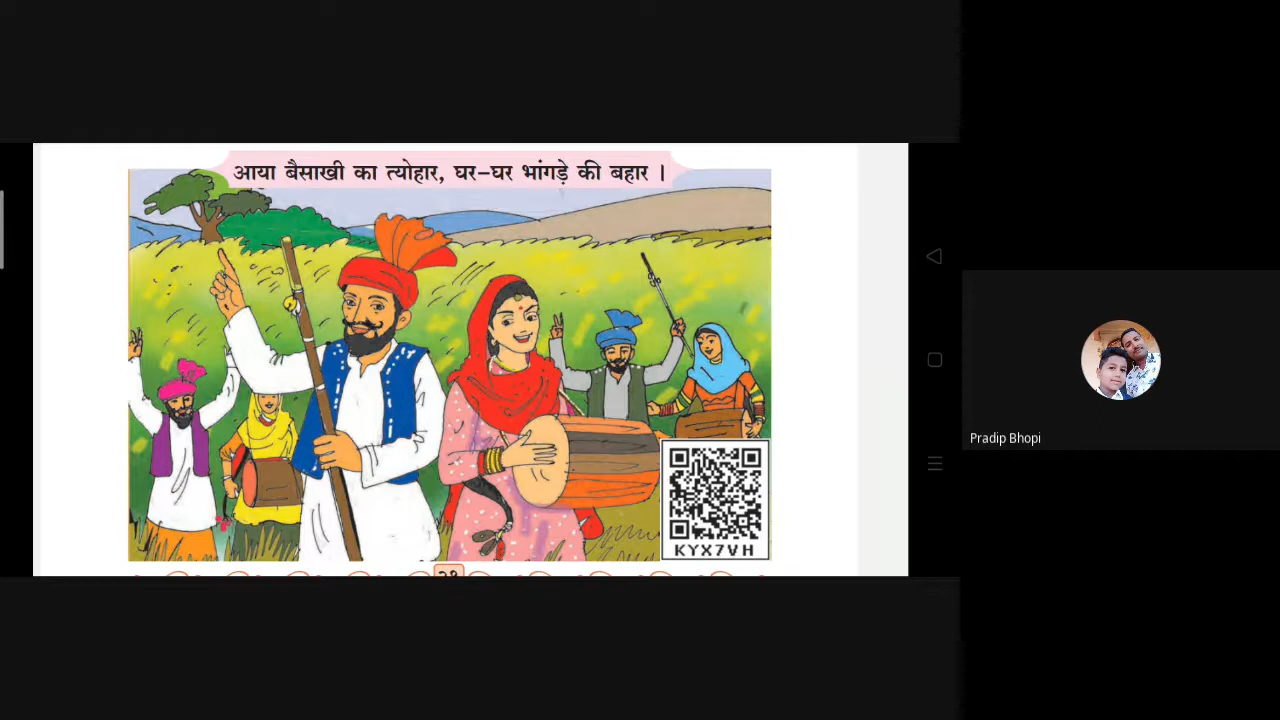 आया बैसाखी का त्योहार, घर-घर भांगड़े की बहार ।
KYX7VH
Pradip Bhopi